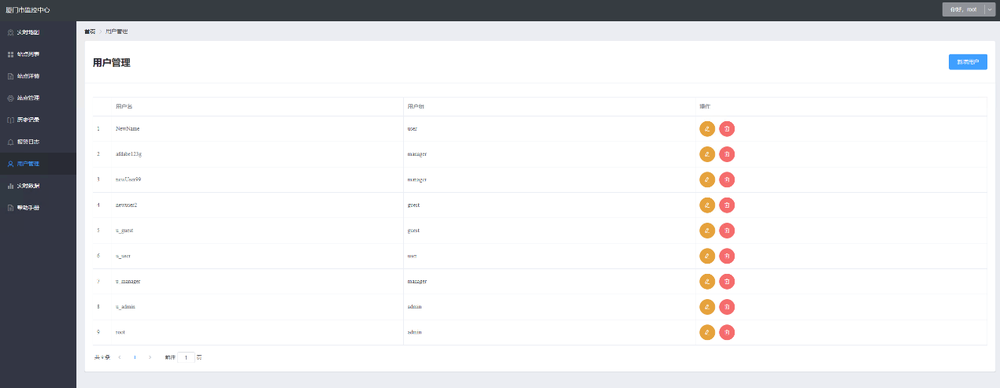 厦门市监控中心
你好，root
实时地图
站点列表
站点详情
站点管理
历史记录
报警日志
用户管理
实时数据
帮助手册
首页 > 用户管理
用户管理
新增用户
用户名 用户组 操作
1 NewName user
2 afdabe123g manager
3 newUser99 manager
4 newuser2 guest
5 u_guest guest
6 u_user user
7 u_manager manager
8 u_admin admin
9 root admin
共 9 条 < 1 > 前往 1 页